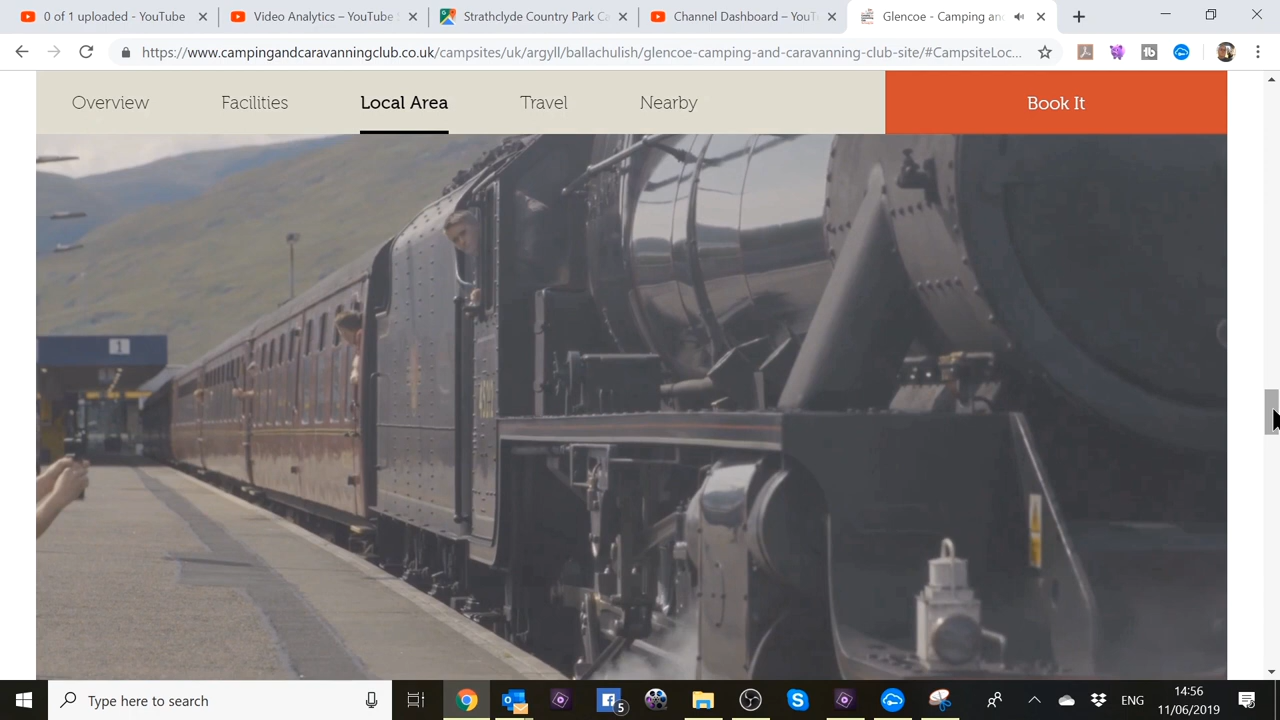 0 of 1 uploaded - YouTube
Video Analytics – YouTube S
Strathclyde Country Park Ca
Channel Dashboard – YouTu
Glencoe - Camping and
https://www.campingandcaravanningclub.co.uk/campsites/uk/argyll/ballachulish/glencoe-camping-and-caravanning-club-site/#CampsiteLoc...
Overview
Facilities
Local Area
Travel
Nearby
Book It
1
Type here to search
5
ENG
14:56
11/06/2019